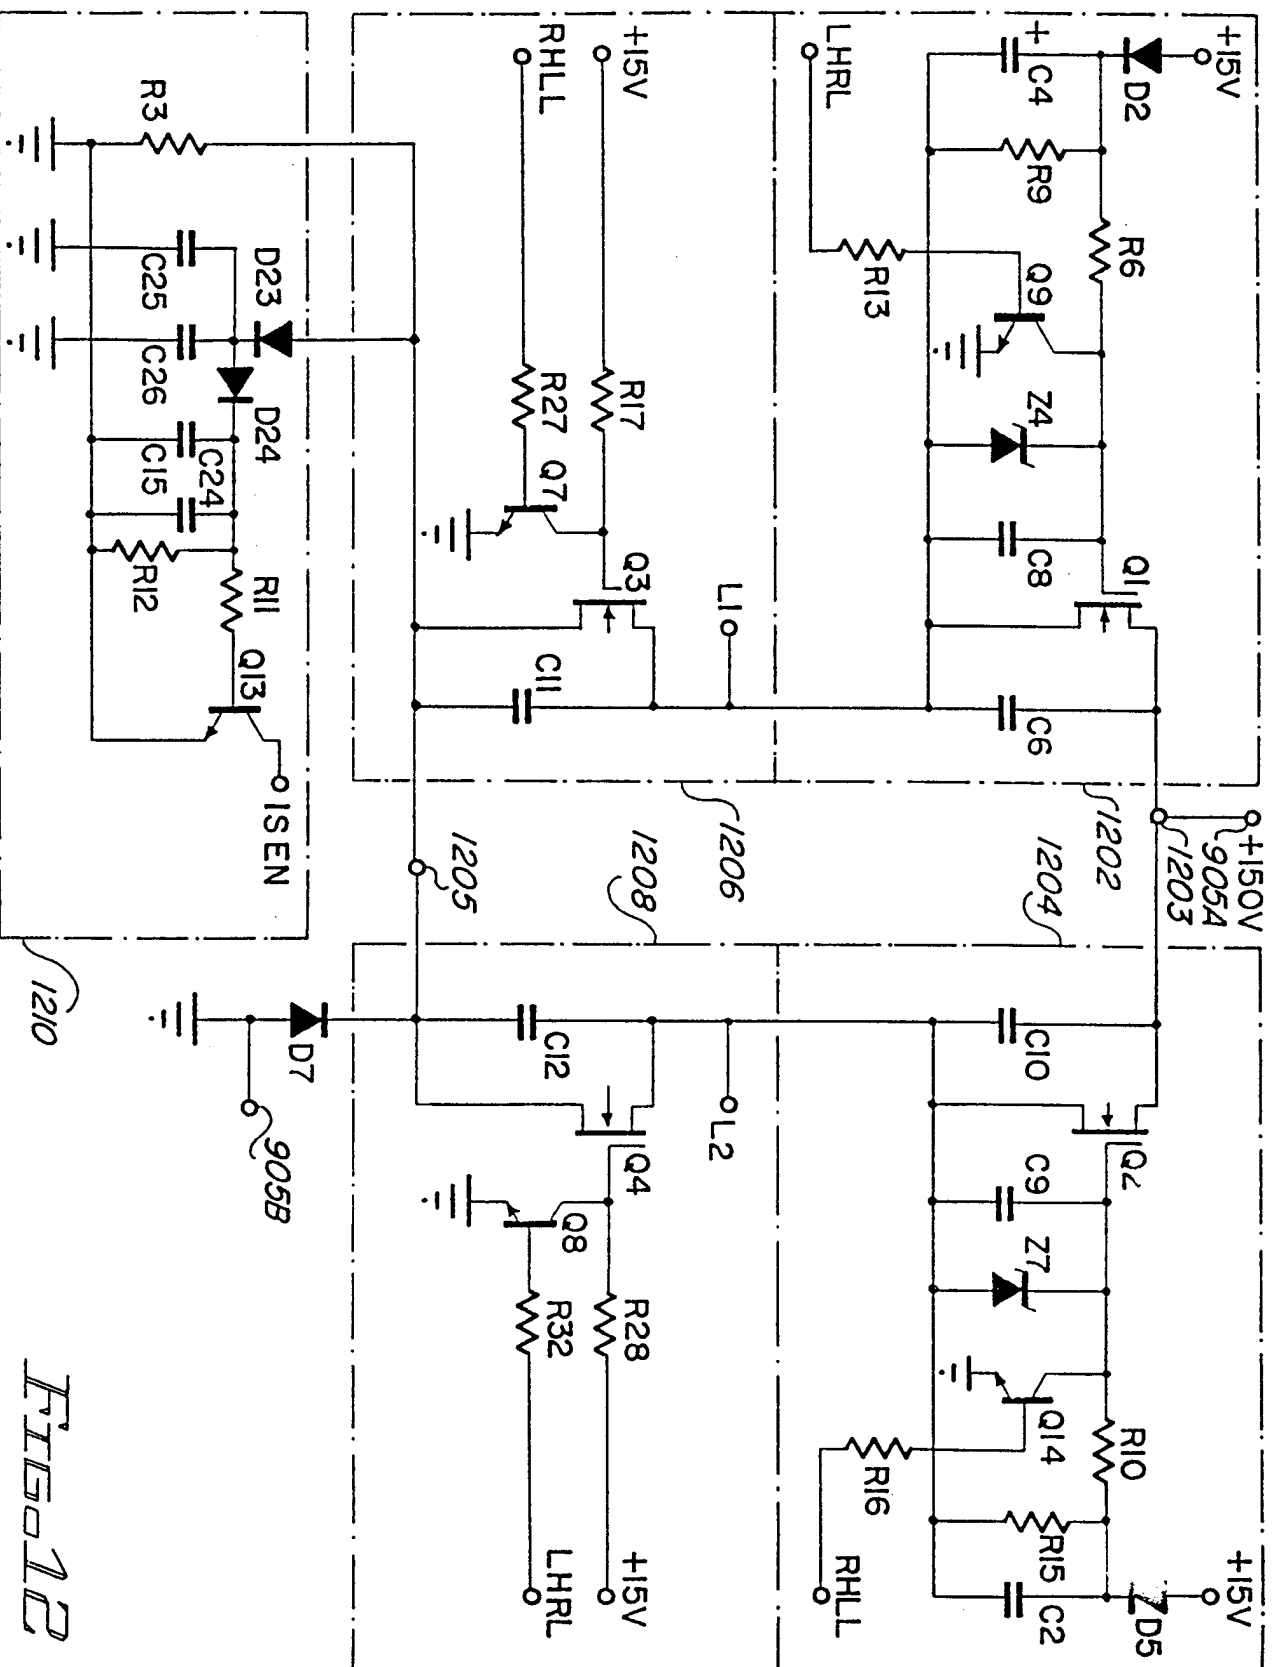 +15V
D2
+
C4
R9
R6
LHRL
R13
Q9
Z4
C8
Q1
C6
+15V
RHLL
R17
R27
Q7
Q3
L1
C11
R3
C25
D23
C26
D24
C15
C24
R12
R11
Q13
ISEN
+150V
905A
1203
1202
1206
1204
1208
1205
1210
C10
Q2
C9
Z7
Q14
R10
R16
R15
C2
D5
+15V
RHLL
L2
C12
Q4
Q8
R28
R32
+15V
LHRL
D7
905B
FIG-12